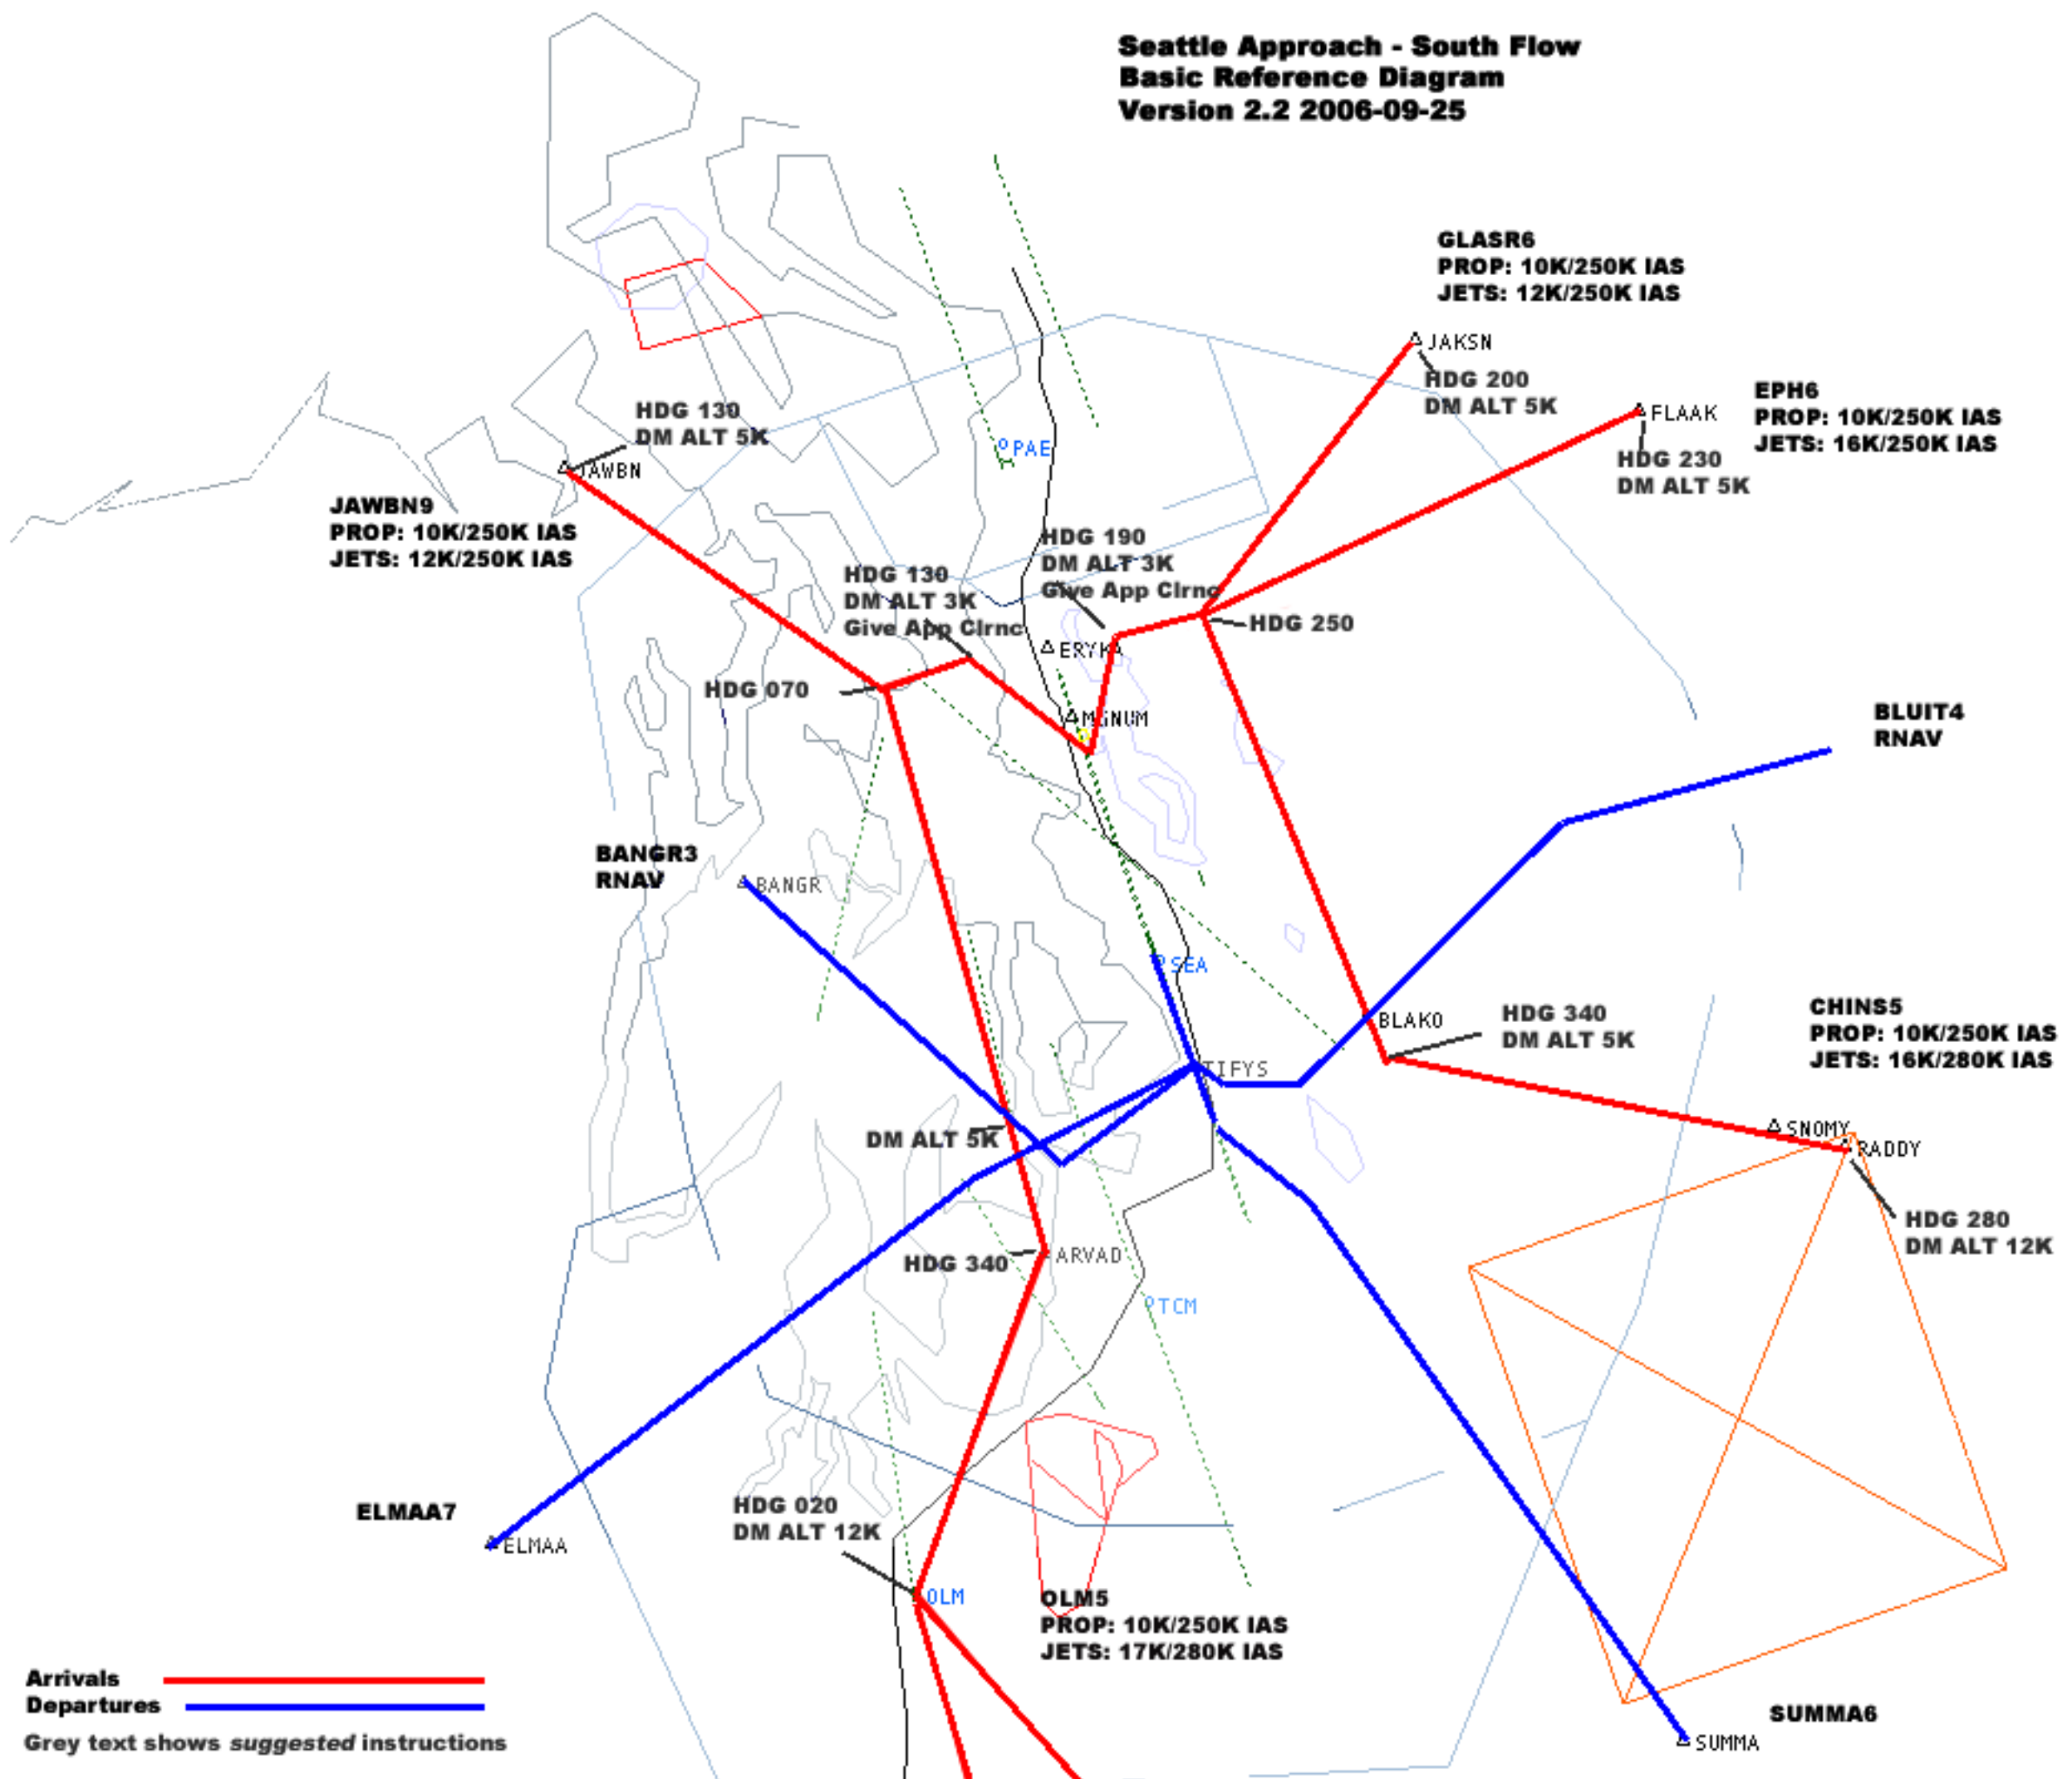 Seattle Approach - South Flow
Basic Reference Diagram
Version 2.2 2006-09-25
GLASR6
PROP: 10K/250K IAS
JETS: 12K/250K IAS
JAKSN
HDG 200
DM ALT 5K
EPH6
PROP: 10K/250K IAS
JETS: 16K/250K IAS
FLAAK
HDG 230
DM ALT 5K
HDG 130
DM ALT 5K
JAWBN
PAE
JAWBN9
PROP: 10K/250K IAS
JETS: 12K/250K IAS
HDG 190
DM ALT 3K
Give App Clrnc
HDG 130
DM ALT 3K
Give App Clrnc
HDG 250
ERYKA
HDG 070
MGNUM
BLUIT4
RNAV
BANGR3
RNAV
BANGR
SEA
BLAKO
HDG 340
DM ALT 5K
CHINS5
PROP: 10K/250K IAS
JETS: 16K/280K IAS
TIFYS
DM ALT 5K
SNOMY
RADDY
HDG 280
DM ALT 12K
HDG 340
ARVAD
TCM
HDG 020
DM ALT 12K
ELMAA7
ELMAA
OLM
OLM5
PROP: 10K/250K IAS
JETS: 17K/280K IAS
Arrivals
Departures
Grey text shows suggested instructions
SUMMA6
SUMMA